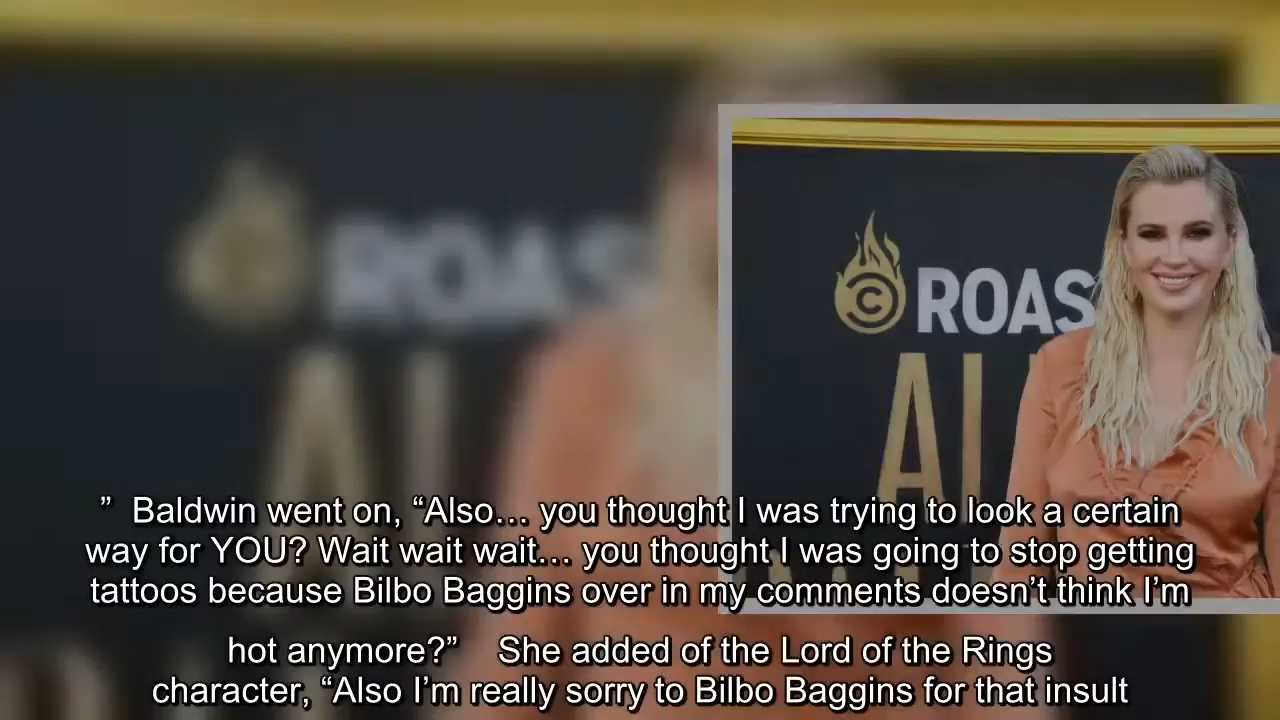 ROAS
AL
” Baldwin went on, “Also… you thought I was trying to look a certain
way for YOU? Wait wait wait… you thought I was going to stop getting
tattoos because Bilbo Baggins over in my comments doesn’t think I’m
hot anymore?” She added of the Lord of the Rings
character, “Also I’m really sorry to Bilbo Baggins for that insult